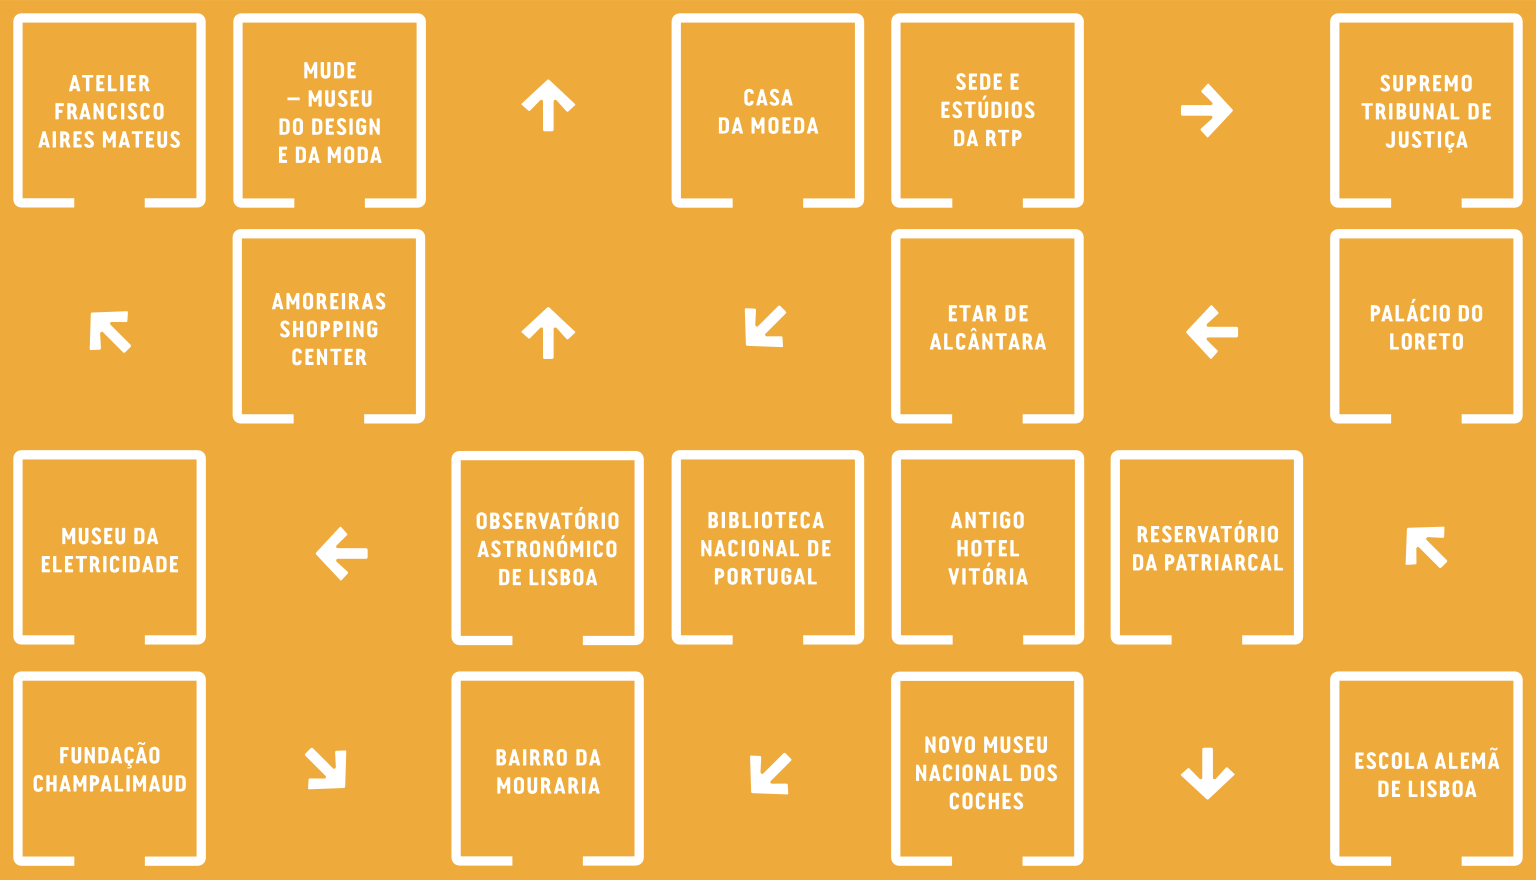 ATELIER
FRANCISCO
AIRES MATEUS
MUDE
– MUSEU
DO DESIGN
E DA MODA
CASA
DA MOEDA
SEDE E
ESTÚDIOS
DA RTP
SUPREMO
TRIBUNAL DE
JUSTIÇA
AMOREIRAS
SHOPPING
CENTER
ETAR DE
ALCÂNTARA
PALÁCIO DO
LORETO
MUSEU DA
ELETRICIDADE
OBSERVATÓRIO
ASTRONÓMICO
DE LISBOA
BIBLIOTECA
NACIONAL DE
PORTUGAL
ANTIGO
HOTEL
VITÓRIA
RESERVATÓRIO
DA PATRIARCAL
FUNDAÇÃO
CHAMPALIMAUD
BAIRRO DA
MOURARIA
NOVO MUSEU
NACIONAL DOS
COCHES
ESCOLA ALEMÃ
DE LISBOA